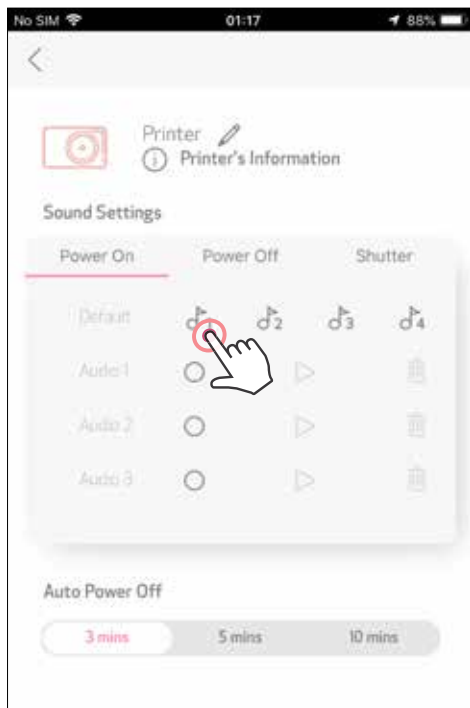 No SIM 01:17 88%
Printer
Printer's Information
Sound Settings
Power On Power Off Shutter
Default 1 2 3 4
Audio 1
Audio 2
Audio 3
Auto Power Off
3 mins 5 mins 10 mins